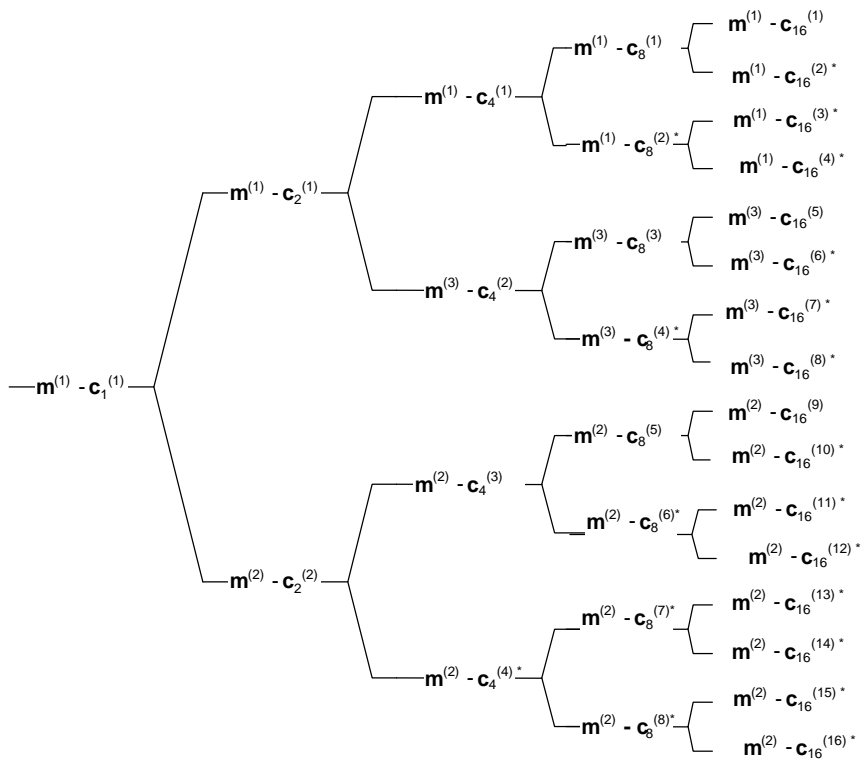 m(1) - c16(1)
m(1) - c8(1)
m(1) - c16(2) *
m(1) - c4(1)
m(1) - c16(3) *
m(1) - c8(2) *
m(1) - c16(4) *
m(1) - c2(1)
m(3) - c16(5)
m(3) - c8(3)
m(3) - c16(6) *
m(3) - c4(2)
m(3) - c16(7) *
m(3) - c8(4) *
m(3) - c16(8) *
m(1) - c1(1)
m(2) - c16(9)
m(2) - c8(5)
m(2) - c16(10) *
m(2) - c4(3)
m(2) - c16(11) *
m(2) - c8(6)*
m(2) - c16(12) *
m(2) - c2(2)
m(2) - c16(13) *
m(2) - c8(7)*
m(2) - c16(14) *
m(2) - c4(4) *
m(2) - c16(15) *
m(2) - c8(8)*
m(2) - c16(16) *